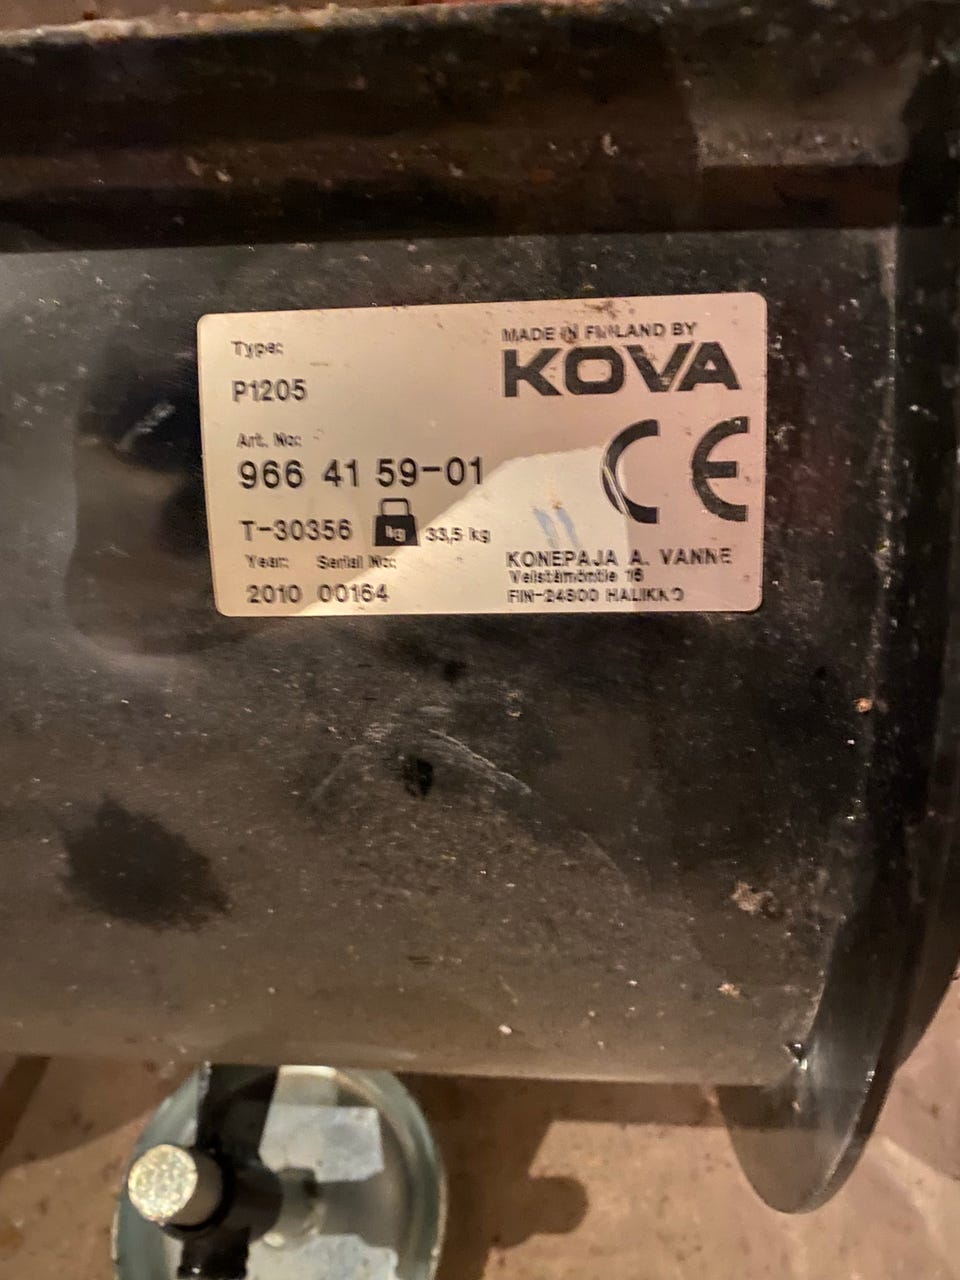 Type:
MADE IN FINLAND BY
KOVA
P1205
Art. No:
966 41 59-01
CE
T-30356 kg 33,5 kg
Year: Serial No:
2010 00164
KONEPAJA A. VANNE
16
FIN-24800 HALIKKO